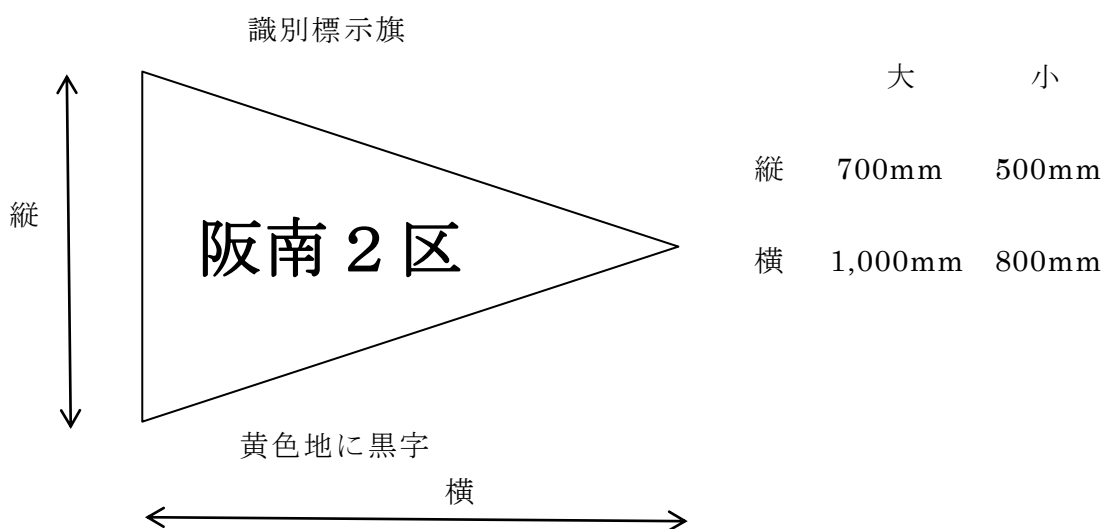 識別標示旗
大 小
縦 700mm 500mm
縦
阪南２区
横 1,000mm 800mm
黄色地に黒字
横